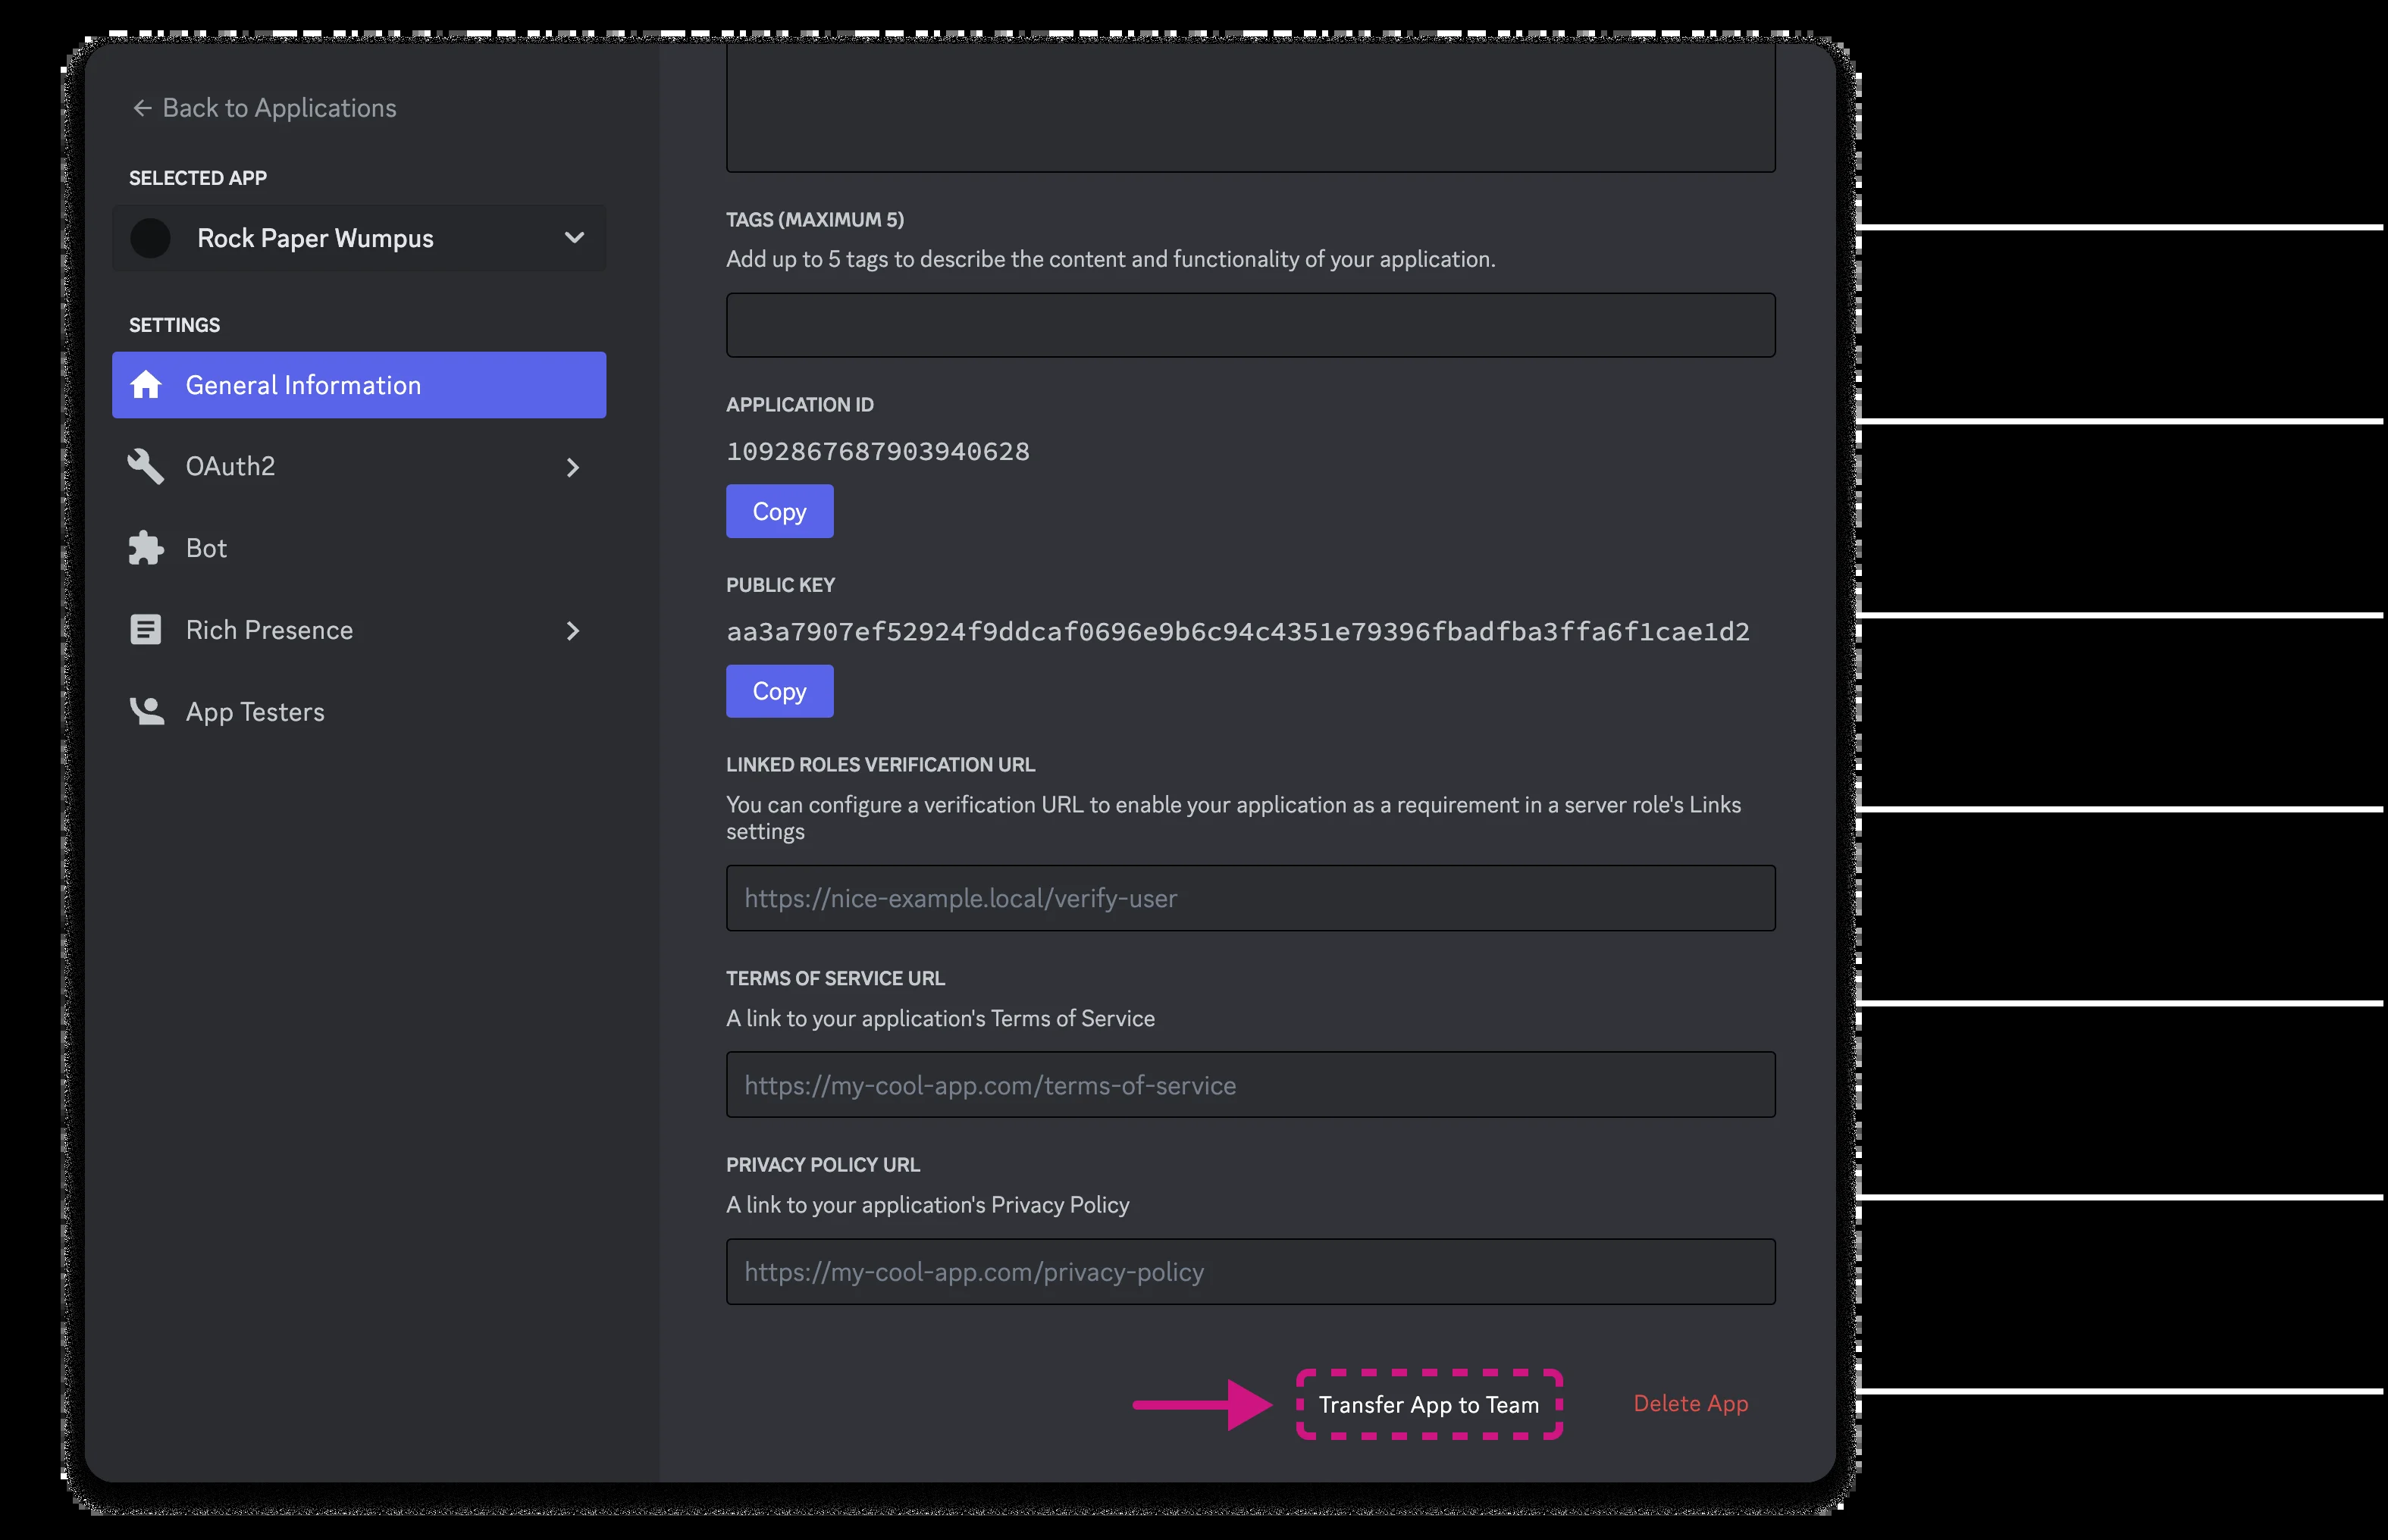 ← Back to Applications
SELECTED APP
Rock Paper Wumpus
SETTINGS
General Information
OAuth2
Bot
Rich Presence
App Testers
TAGS (MAXIMUM 5)
Add up to 5 tags to describe the content and functionality of your application.
APPLICATION ID
1092867687903940628
Copy
PUBLIC KEY
aa3a7907ef52924f9ddcaf0696e9b6c94c4351e79396fbadfba3ffa6f1cae1d2
Copy
LINKED ROLES VERIFICATION URL
You can configure a verification URL to enable your application as a requirement in a server role's Links
settings
https://nice-example.local/verify-user
TERMS OF SERVICE URL
A link to your application's Terms of Service
https://my-cool-app.com/terms-of-service
PRIVACY POLICY URL
A link to your application's Privacy Policy
https://my-cool-app.com/privacy-policy
Transfer App to Team
Delete App